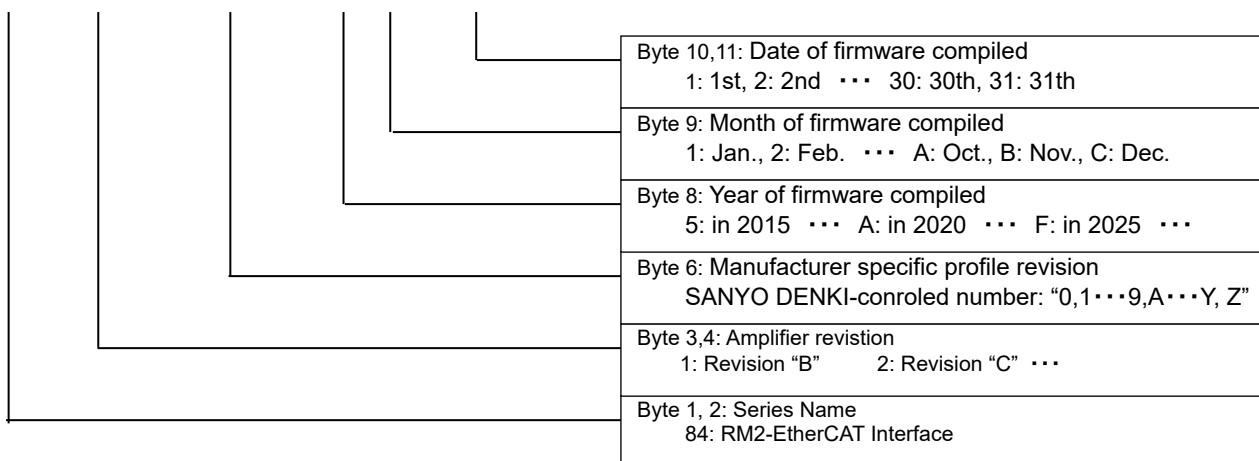 Byte 10,11: Date of firmware compiled
1: 1st, 2: 2nd ･･･ 30: 30th, 31: 31th
Byte 9: Month of firmware compiled
1: Jan., 2: Feb. ･･･ A: Oct., B: Nov., C: Dec.
Byte 8: Year of firmware compiled
5: in 2015 ･･･ A: in 2020 ･･･ F: in 2025 ･･･
Byte 6: Manufacturer specific profile revision
SANYO DENKI-conroled number: “0,1･･･9,A･･･Y, Z”
Byte 3,4: Amplifier revistion
1: Revision “B” 2: Revision “C” ･･･
Byte 1, 2: Series Name
84: RM2-EtherCAT Interface